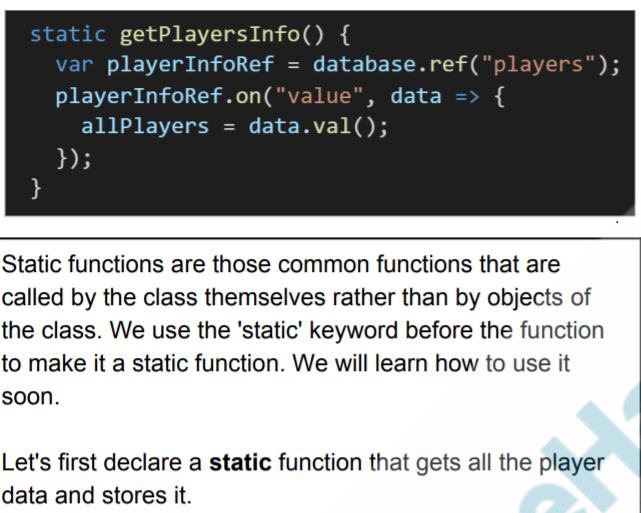 static getPlayersInfo() {
var playerInfoRef = database.ref("players");
playerInfoRef.on("value", data => {
allPlayers = data.val();
});
}
Static functions are those common functions that are
called by the class themselves rather than by objects of
the class. We use the 'static' keyword before the function
to make it a static function. We will learn how to use it
soon.
Let's first declare a static function that gets all the player
data and stores it.